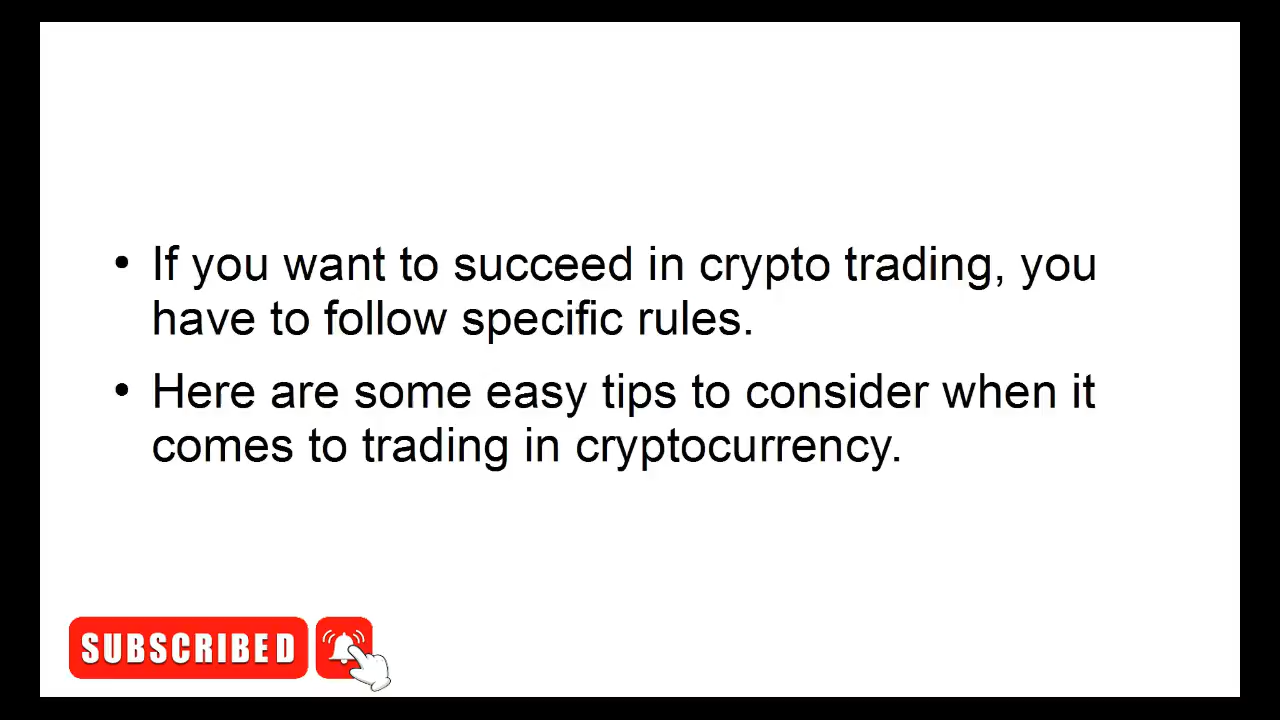 • If you want to succeed in crypto trading, you
have to follow specific rules.
• Here are some easy tips to consider when it
comes to trading in cryptocurrency.
SUBSCRIBED